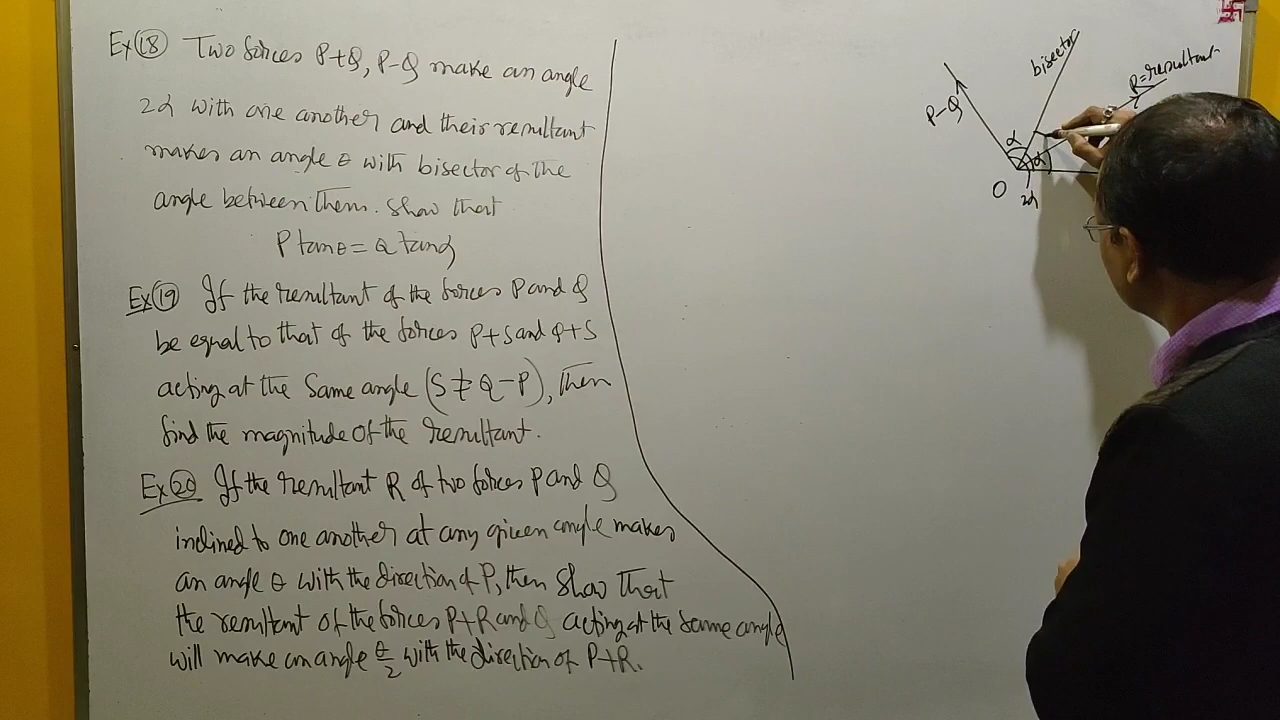 Ex 18 Two forces P+Q, P-Q make an angle
2α with one another and their resultant
makes an angle θ with bisector of the
angle between them. Show that
P tanθ = Q tanα
Ex 19 If the resultant of the forces P and Q
be equal to that of the forces P+S and Q+S
acting at the same angle (S ≠ Q-P), then
find the magnitude of the resultant.
Ex 20 If the resultant R of two forces P and Q
inclined to one another at any given angle makes
an angle θ with the direction of P, then show that
the resultant of the forces P+R and Q acting at the same angle
will make an angle θ/2 with the direction of P+R.
bisector
R=resultant
P-Q
α
α
O
2α